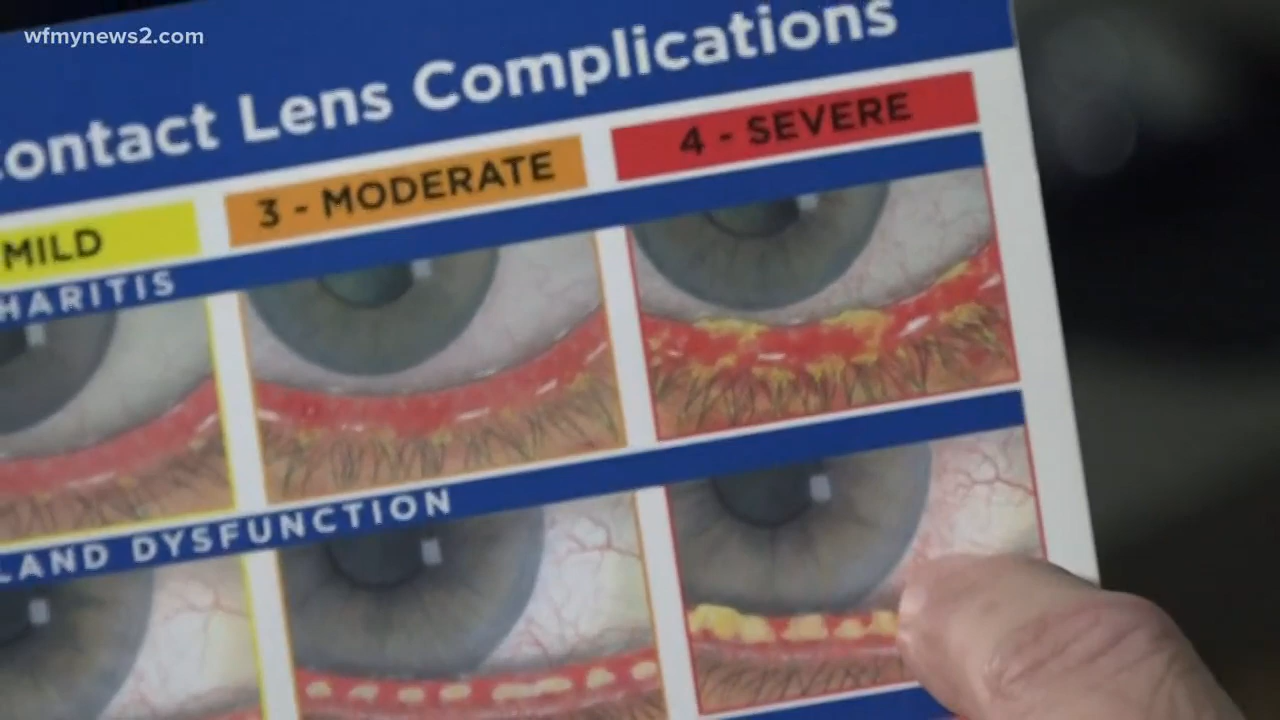 wfmynews2.com
ontact Lens Complications
MILD
3 - MODERATE
4 - SEVERE
HARITIS
LAND DYSFUNCTION